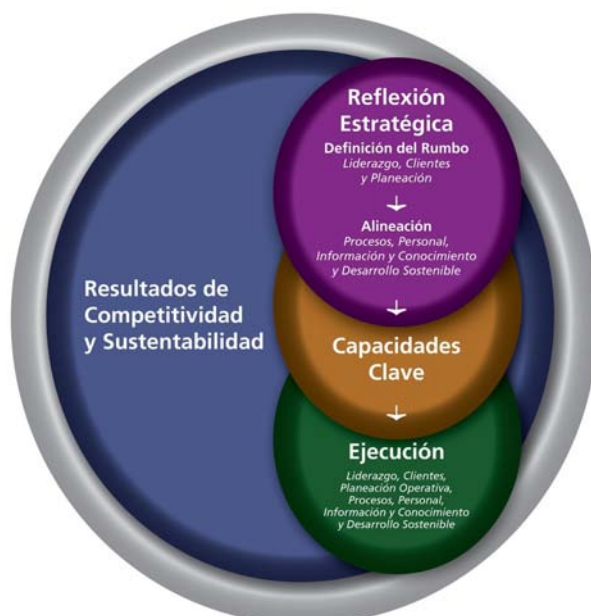 Reflexión
Estratégica
Definición del Rumbo
Liderazgo, Clientes
y Planeación
Alineación
Procesos, Personal,
Información y Conocimiento
y Desarrollo Sostenible
Resultados de
Competitividad
y Sustentabilidad
Capacidades
Clave
Ejecución
Liderazgo, Clientes,
Planeación Operativa,
Procesos, Personal,
Información y Conocimiento
y Desarrollo Sostenible